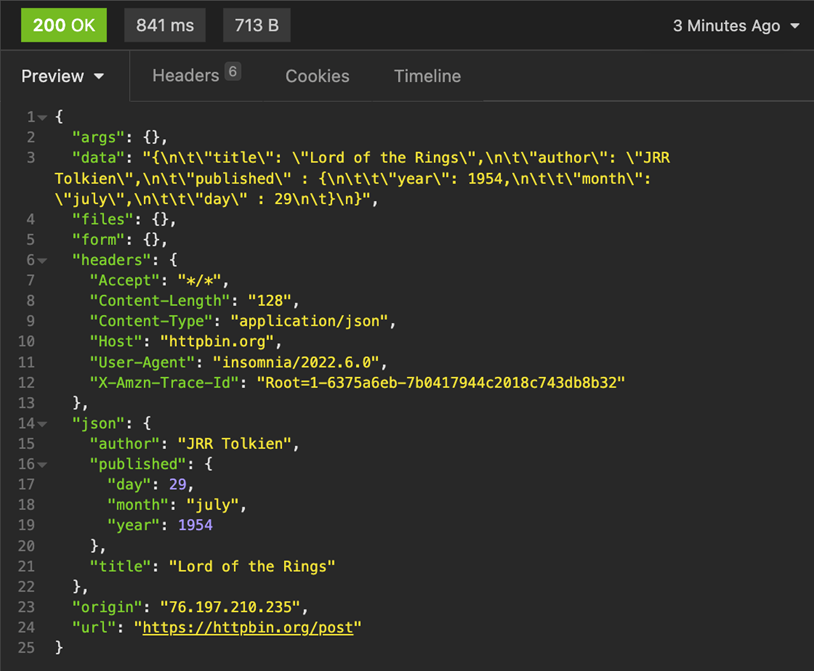 200 OK 841 ms 713 B 3 Minutes Ago
Preview Headers 6 Cookies Timeline
1 {
2 "args": {},
3 "data": "{\n\t\"title\": \"Lord of the Rings\",\n\t\"author\": \"JRR
Tolkien\",\n\t\"published\" : {\n\t\t\"year\": 1954,\n\t\t\"month\":
\"july\",\n\t\t\"day\" : 29\n\t}\n}",
4 "files": {},
5 "form": {},
6 "headers": {
7 "Accept": "*/*",
8 "Content-Length": "128",
9 "Content-Type": "application/json",
10 "Host": "httpbin.org",
11 "User-Agent": "insomnia/2022.6.0",
12 "X-Amzn-Trace-Id": "Root=1-6375a6eb-7b0417944c2018c743db8b32"
13 },
14 "json": {
15 "author": "JRR Tolkien",
16 "published": {
17 "day": 29,
18 "month": "july",
19 "year": 1954
20 },
21 "title": "Lord of the Rings"
22 },
23 "origin": "76.197.210.235",
24 "url": "https://httpbin.org/post"
25 }